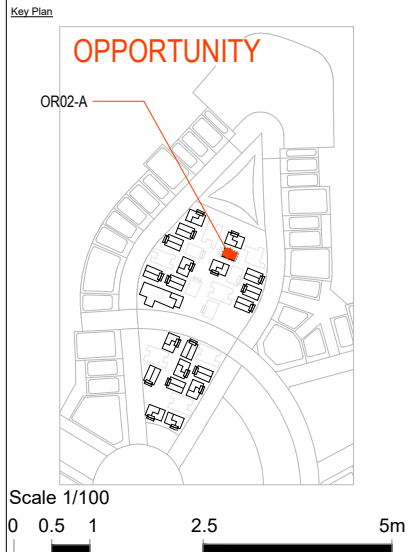 Key Plan
OPPORTUNITY
OR02-A
Scale 1/100
0 0.5 1 2.5 5m